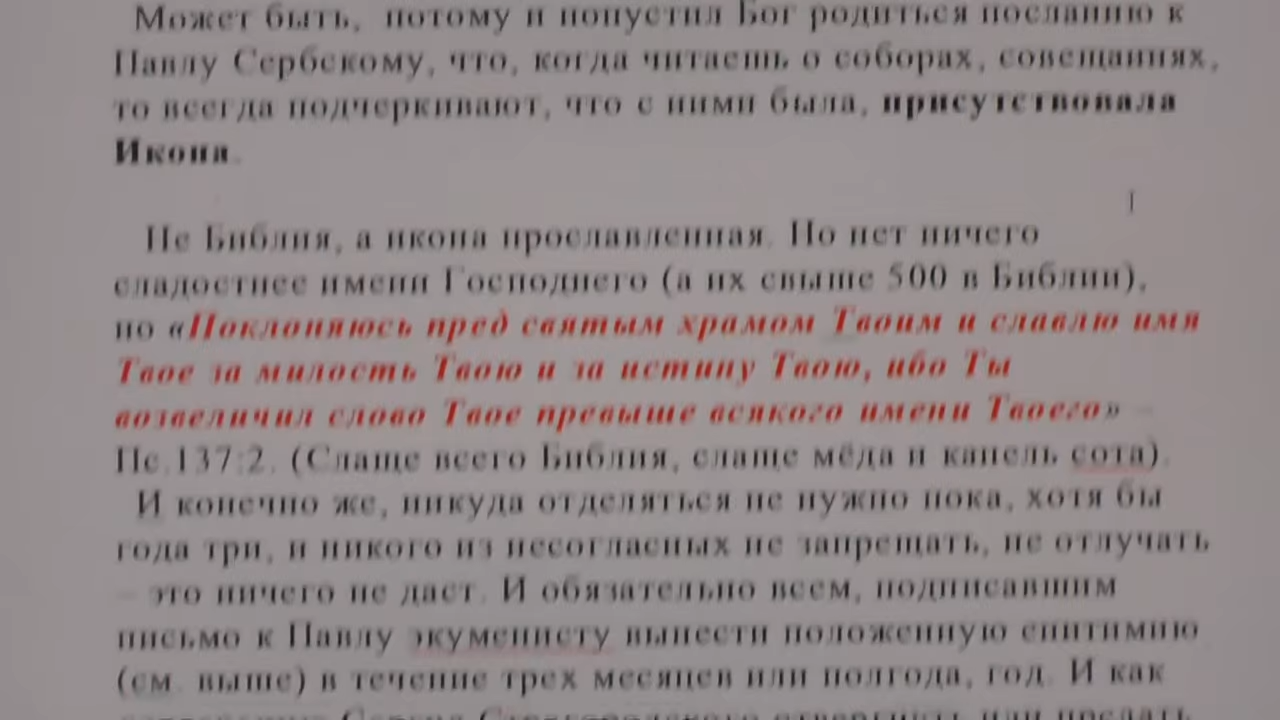 Может быть, потому и попустил Бог родиться посланию к
Павлу Сербскому, что, когда читаешь о соборах, совещаниях,
то всегда подчеркивают, что с ними была, присутствовала
Икона.
Не Библия, а икона прославленная. Но нет ничего
сладостнее имени Господнего (а их свыше 500 в Библии),
но «Поклоняюсь пред святым храмом Твоим и славлю имя
Твое за милость Твою и за истину Твою, ибо Ты
возвеличил слово Твое превыше всякого имени Твоего» –
Пс.137:2. (Слаще всего Библия, слаще мёда и капель сота).
И конечно же, никуда отделяться не нужно пока, хотя бы
года три, и никого из несогласных не запрещать, не отлучать
– это ничего не даст. И обязательно всем, подписавшим
письмо к Павлу экуменисту вынести положенную епитимию
(см. выше) в течение трех месяцев или полгода, год. И как